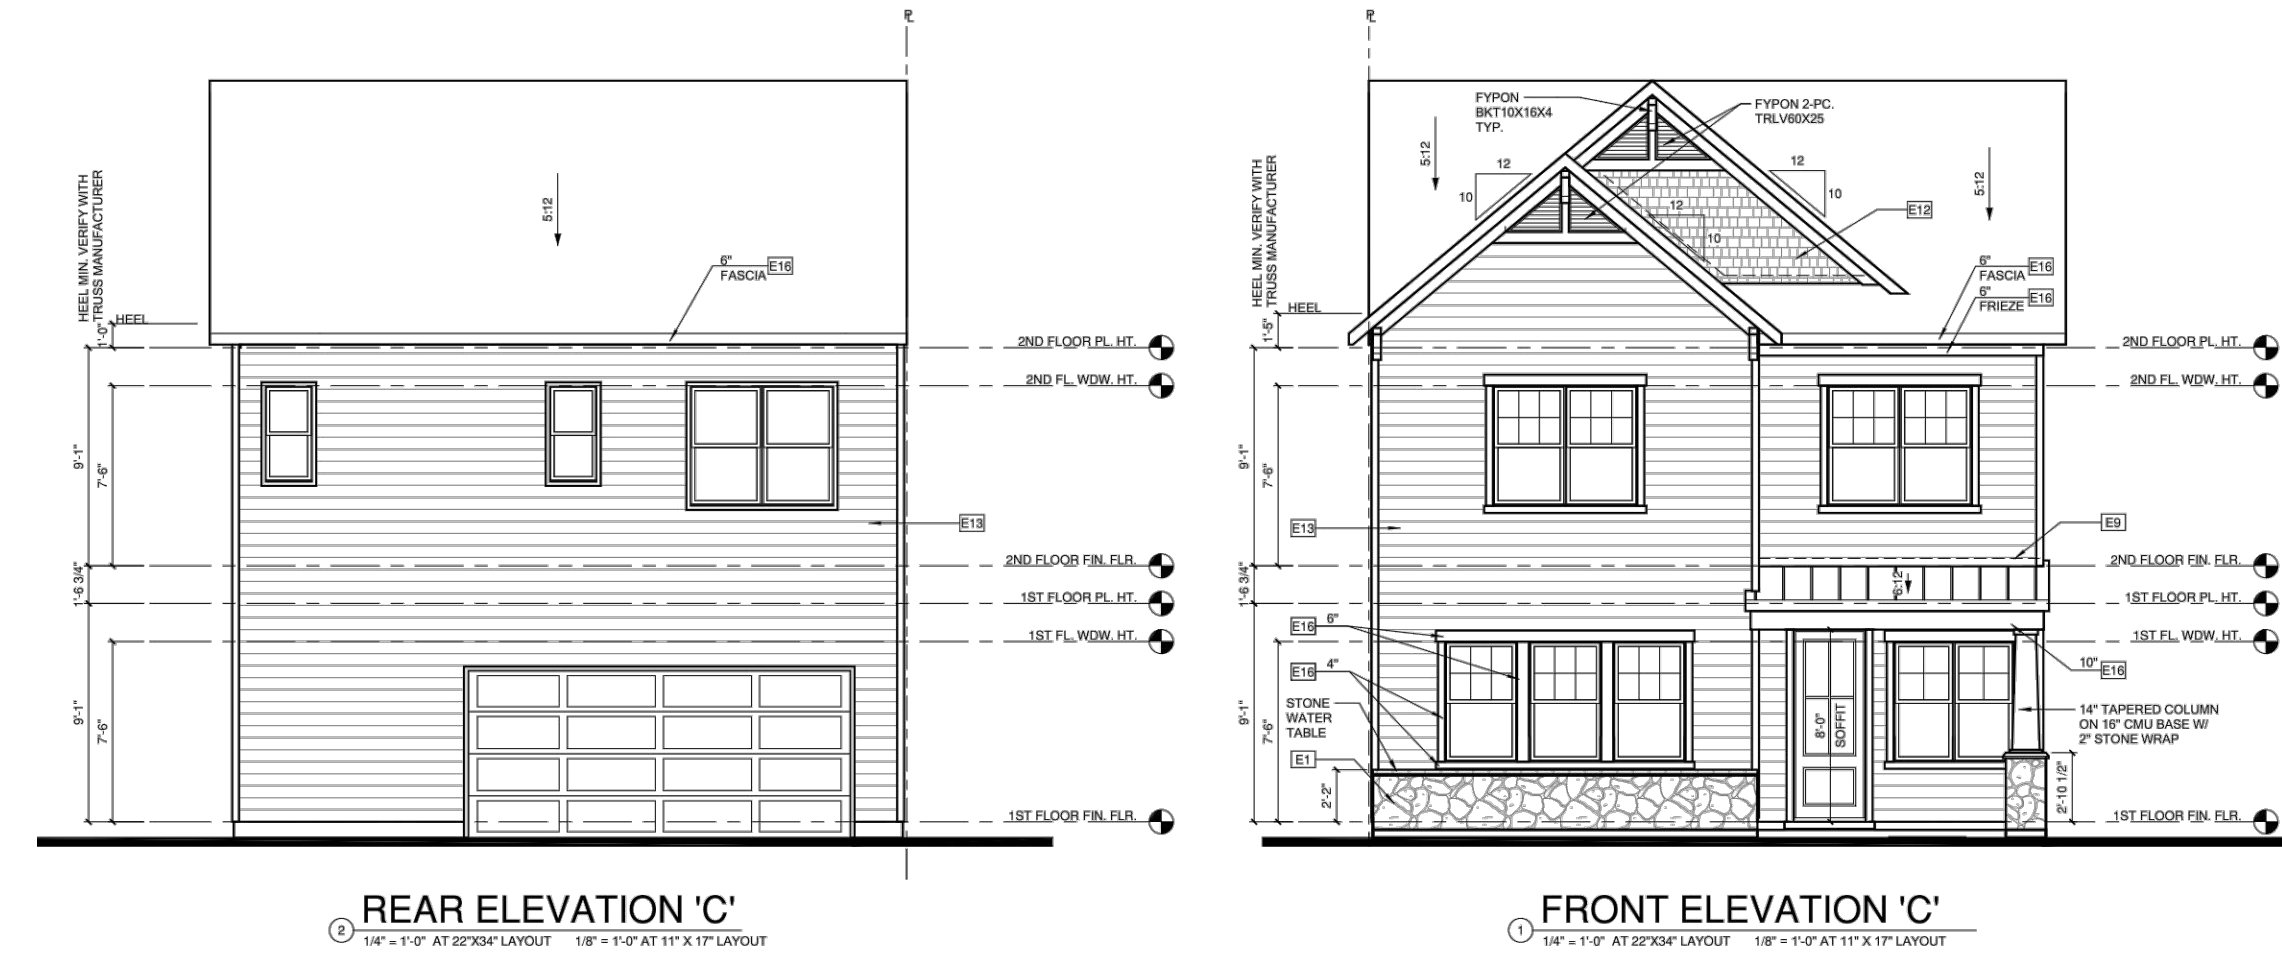 PL
HEEL MIN. VERIFY WITH
TRUSS MANUFACTURER
HEEL
1'-0"
5:12
6"
FASCIA
E16
2ND FLOOR PL. HT.
2ND FL. WDW. HT.
9'-1"
7'-6"
E13
2ND FLOOR FIN. FLR.
1'-6 3/4"
1ST FLOOR PL. HT.
1ST FL. WDW. HT.
9'-1"
7'-6"
1ST FLOOR FIN. FLR.
2
REAR ELEVATION 'C'
1/4" = 1'-0" AT 22"X34" LAYOUT 1/8" = 1'-0" AT 11" X 17" LAYOUT
PL
HEEL MIN. VERIFY WITH
TRUSS MANUFACTURER
HEEL
1'-5"
5:12
FYPON
BKT10X16X4
TYP.
FYPON 2-PC.
TRLV60X25
12
10
12
10
12
10
5:12
E12
6"
FASCIA
E16
6"
FRIEZE
E16
2ND FLOOR PL. HT.
2ND FL. WDW. HT.
9'-1"
7'-6"
E13
E9
2ND FLOOR FIN. FLR.
1'-6 3/4"
6:12
1ST FLOOR PL. HT.
E16
6"
1ST FL. WDW. HT.
E16
4"
10"
E16
STONE
WATER
TABLE
E1
9'-1"
7'-6"
2'-2"
8'-0"
SOFFIT
14" TAPERED COLUMN
ON 16" CMU BASE W/
2" STONE WRAP
2'-10 1/2"
1ST FLOOR FIN. FLR.
1
FRONT ELEVATION 'C'
1/4" = 1'-0" AT 22"X34" LAYOUT 1/8" = 1'-0" AT 11" X 17" LAYOUT